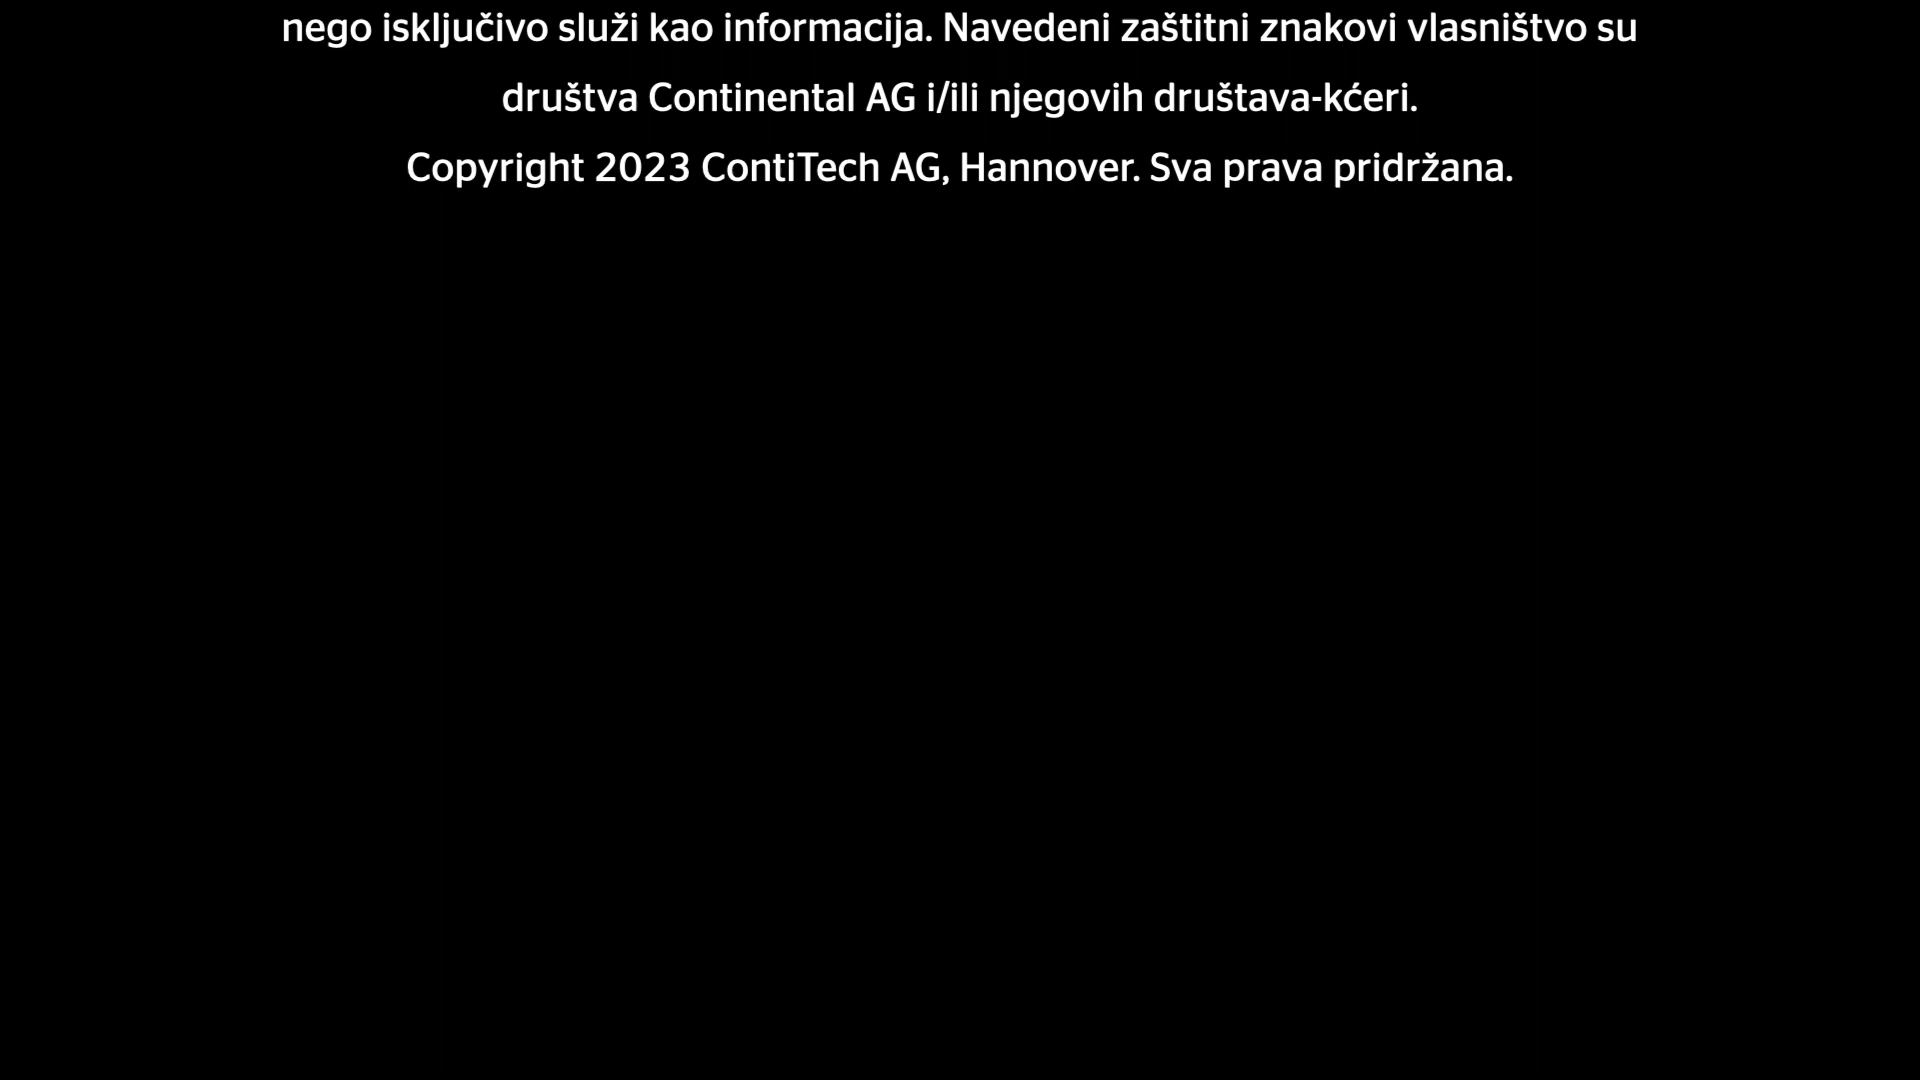 nego isključivo služi kao informacija. Navedeni zaštitni znakovi vlasništvo su
društva Continental AG i/ili njegovih društava-kćeri.
Copyright 2023 ContiTech AG, Hannover. Sva prava pridržana.